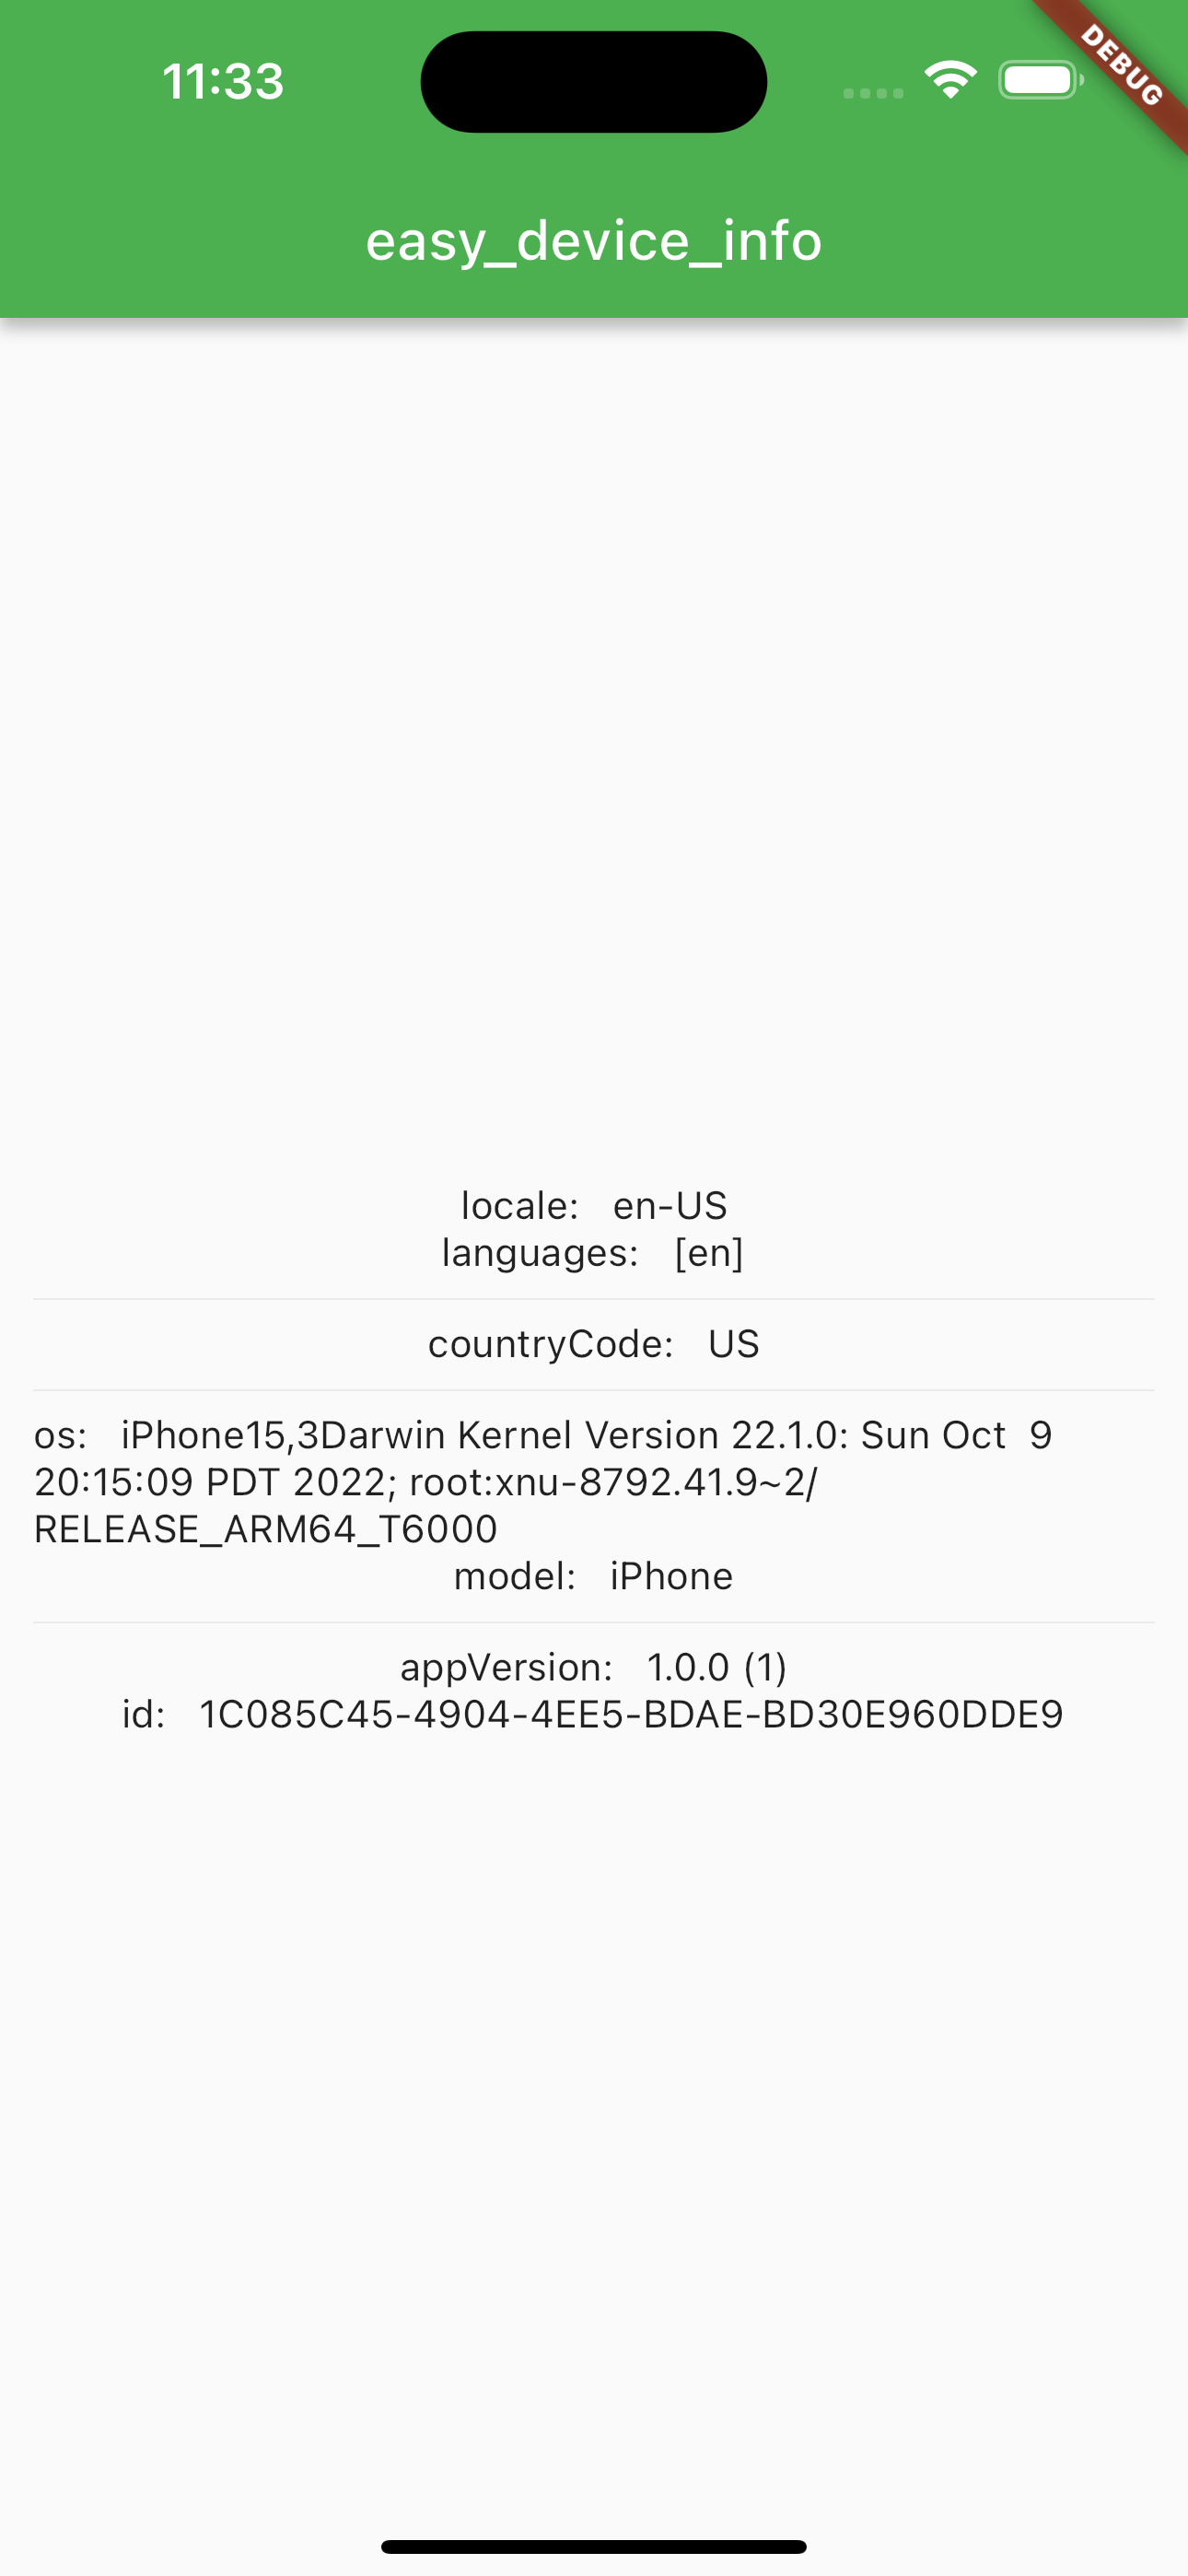 11:33
DEBUG
easy_device_info
locale:   en-US
languages:   [en]
countryCode:   US
os:   iPhone15,3Darwin Kernel Version 22.1.0: Sun Oct  9
20:15:09 PDT 2022; root:xnu-8792.41.9~2/
RELEASE_ARM64_T6000
model:   iPhone
appVersion:   1.0.0 (1)
id:   1C085C45-4904-4EE5-BDAE-BD30E960DDE9